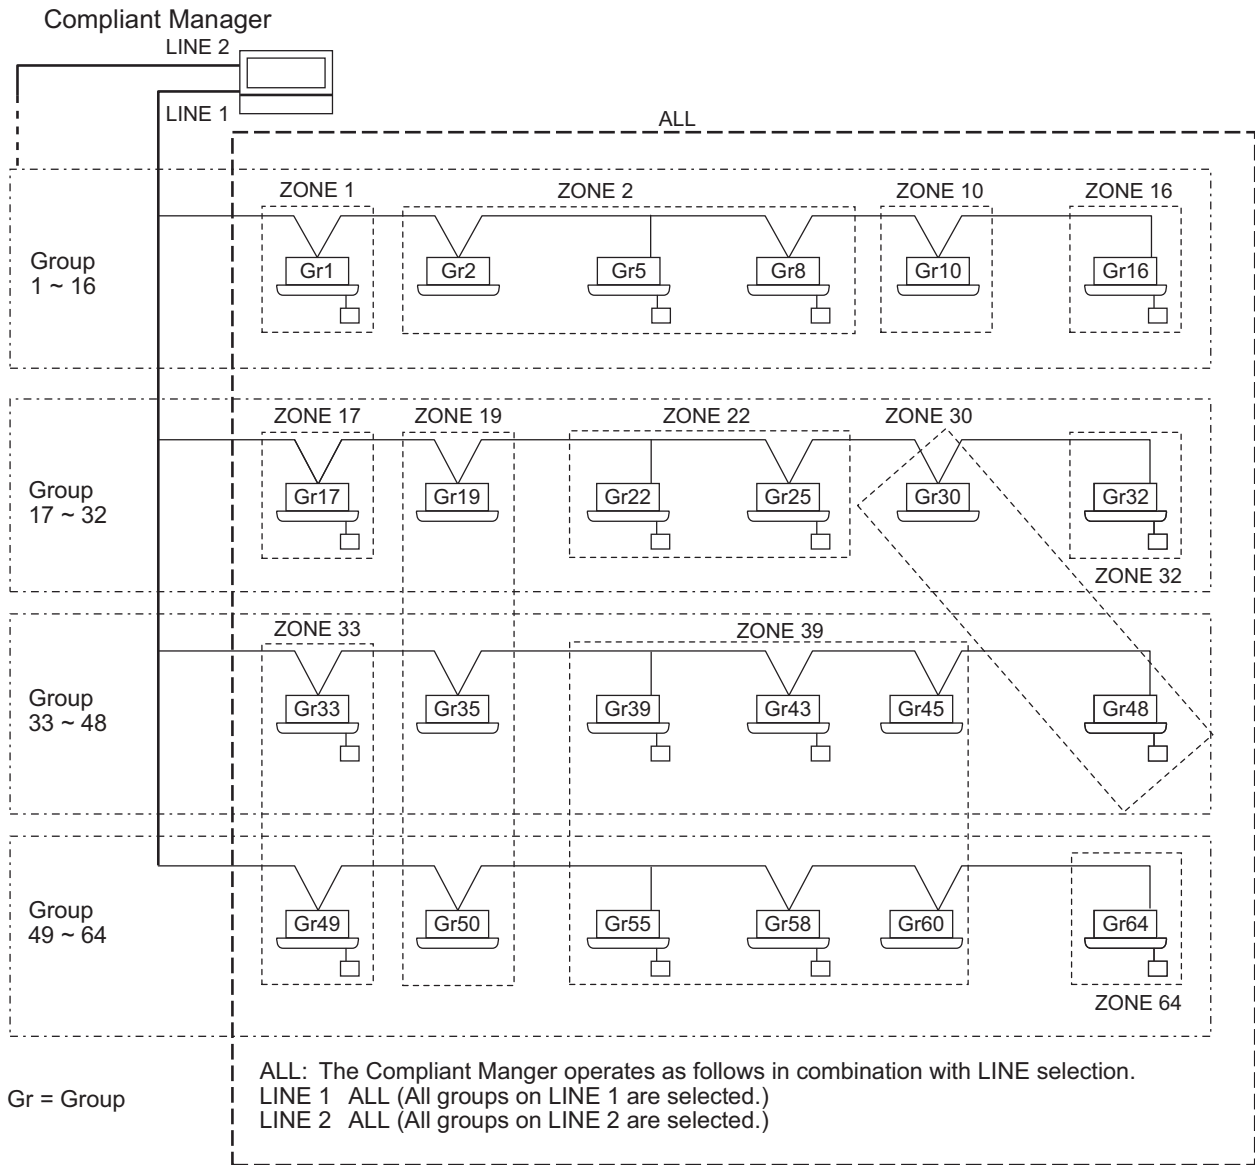 Compliant Manager
LINE 2
LINE 1
ALL
ZONE 1
ZONE 2
ZONE 10
ZONE 16
Group
1 ~ 16
Gr1
Gr2
Gr5
Gr8
Gr10
Gr16
ZONE 17
ZONE 19
ZONE 22
ZONE 30
Group
17 ~ 32
Gr17
Gr19
Gr22
Gr25
Gr30
Gr32
ZONE 32
ZONE 33
ZONE 39
Group
33 ~ 48
Gr33
Gr35
Gr39
Gr43
Gr45
Gr48
Group
49 ~ 64
Gr49
Gr50
Gr55
Gr58
Gr60
Gr64
ZONE 64
ALL: The Compliant Manger operates as follows in combination with LINE selection.
LINE 1 ALL (All groups on LINE 1 are selected.)
LINE 2 ALL (All groups on LINE 2 are selected.)
Gr = Group